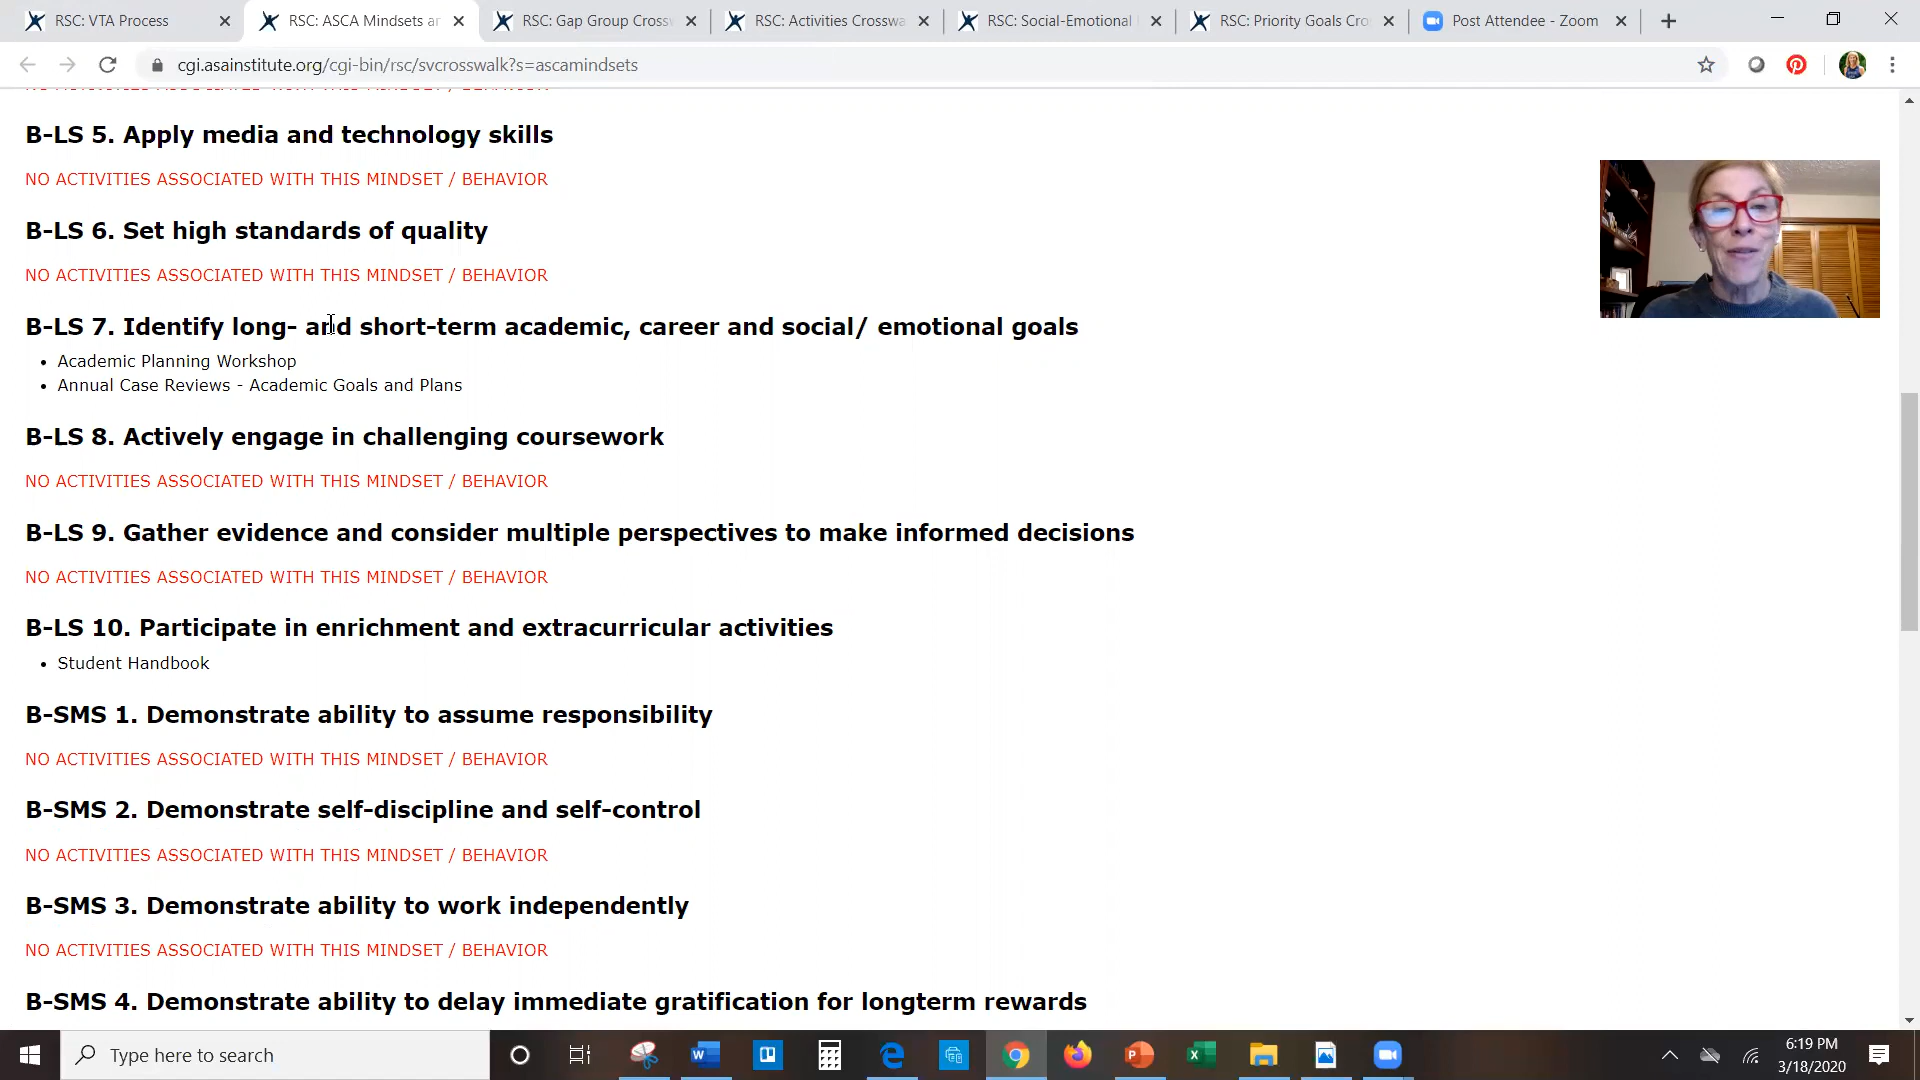 RSC: VTA Process
RSC: ASCA Mindsets ar
RSC: Gap Group Crossw
RSC: Activities Crosswa
RSC: Social-Emotional
RSC: Priority Goals Cro
Post Attendee - Zoom
cgi.asainstitute.org/cgi-bin/rsc/svcrosswalk?s=ascamindsets
NO ACTIVITIES ASSOCIATED WITH THIS MINDSET / BEHAVIOR
B-LS 5. Apply media and technology skills
NO ACTIVITIES ASSOCIATED WITH THIS MINDSET / BEHAVIOR
B-LS 6. Set high standards of quality
NO ACTIVITIES ASSOCIATED WITH THIS MINDSET / BEHAVIOR
B-LS 7. Identify long- and short-term academic, career and social/ emotional goals
• Academic Planning Workshop
• Annual Case Reviews - Academic Goals and Plans
B-LS 8. Actively engage in challenging coursework
NO ACTIVITIES ASSOCIATED WITH THIS MINDSET / BEHAVIOR
B-LS 9. Gather evidence and consider multiple perspectives to make informed decisions
NO ACTIVITIES ASSOCIATED WITH THIS MINDSET / BEHAVIOR
B-LS 10. Participate in enrichment and extracurricular activities
• Student Handbook
B-SMS 1. Demonstrate ability to assume responsibility
NO ACTIVITIES ASSOCIATED WITH THIS MINDSET / BEHAVIOR
B-SMS 2. Demonstrate self-discipline and self-control
NO ACTIVITIES ASSOCIATED WITH THIS MINDSET / BEHAVIOR
B-SMS 3. Demonstrate ability to work independently
NO ACTIVITIES ASSOCIATED WITH THIS MINDSET / BEHAVIOR
B-SMS 4. Demonstrate ability to delay immediate gratification for longterm rewards
Type here to search
6:19 PM
3/18/2020